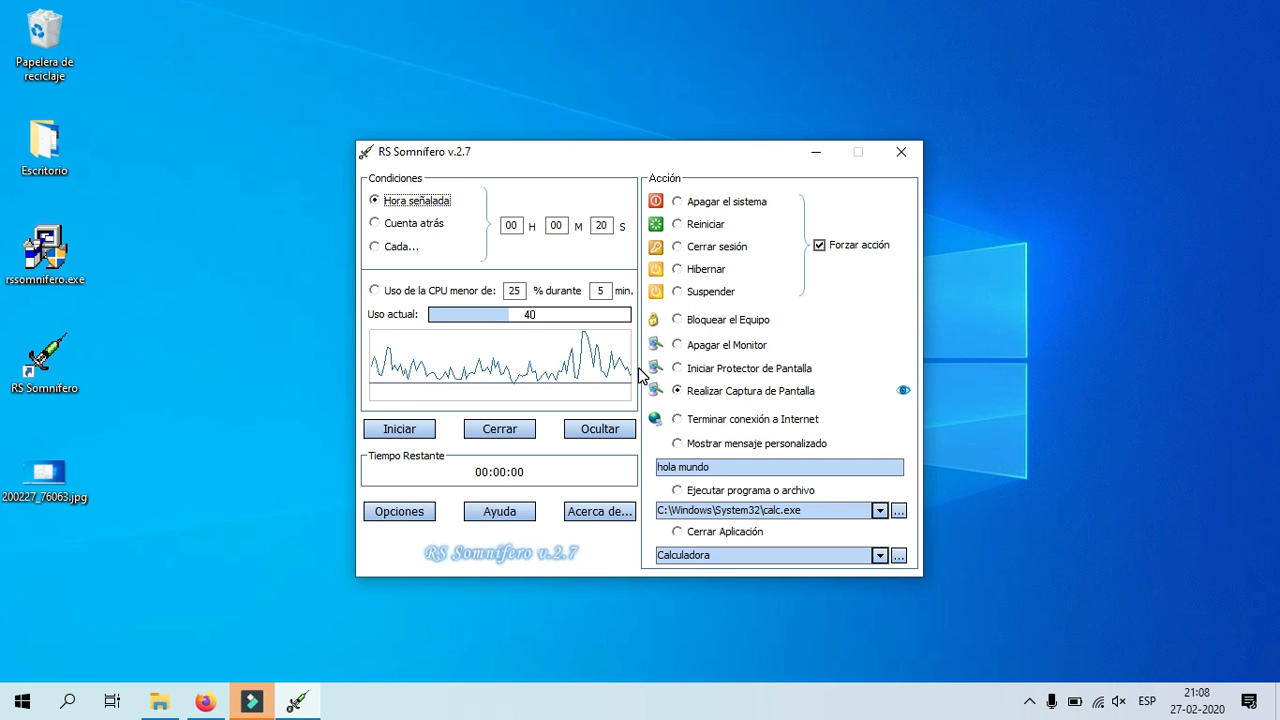 Papelera de
reciclaje
Escritorio
rssomnifero.exe
RS Somnífero
200227_76063.jpg
RS Somnífero v.2.7
Condiciones
Hora señalada
Cuenta atrás
Cada...
00 H 00 M 20 S
Uso de la CPU menor de: 25 % durante 5 min.
Uso actual: 40
Iniciar
Cerrar
Ocultar
Tiempo Restante
00:00:00
Opciones
Ayuda
Acerca de...
RS Somnífero v.2.7
Acción
Apagar el sistema
Reiniciar
Cerrar sesión
Hibernar
Suspender
Forzar acción
Bloquear el Equipo
Apagar el Monitor
Iniciar Protector de Pantalla
Realizar Captura de Pantalla
Terminar conexión a Internet
Mostrar mensaje personalizado
hola mundo
Ejecutar programa o archivo
C:\Windows\System32\calc.exe
...
Cerrar Aplicación
Calculadora
...
ESP
21:08
27-02-2020